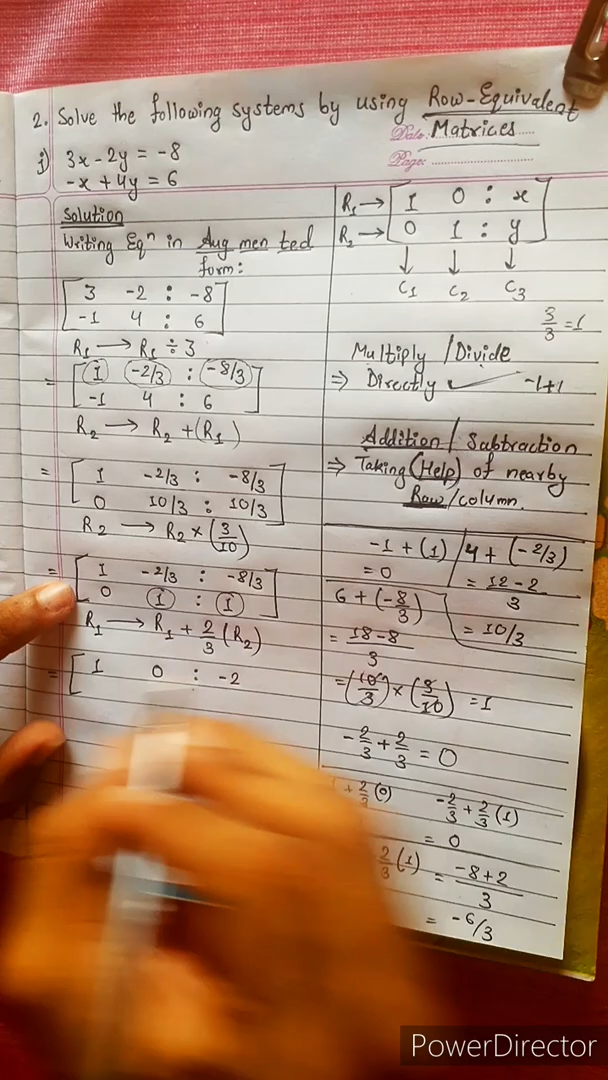 2. Solve the following systems by using Row-Equivalent
Date: Matrices
Page:
i) 3x - 2y = -8
-x + 4y = 6
Solution
Writing Eqⁿ in Augmented
form:
[ 3 -2 : -8 ]
[ -1 4 : 6 ]
R₁ → R₁ ÷ 3
= [ 1 -2/3 : -8/3 ]
[ -1 4 : 6 ]
R₂ → R₂ + (R₁)
= [ 1 -2/3 : -8/3 ]
[ 0 10/3 : 10/3 ]
R₂ → R₂ × (3/10)
= [ 1 -2/3 : -8/3 ]
[ 0 1 : 1 ]
R₁ → R₁ + 2/3 (R₂)
= [ 1 0 : -2
R₁ → [ 1 0 : x ]
R₂ → [ 0 1 : y ]
↓ ↓ ↓
C₁ C₂ C₃
3/3 = 1
Multiply / Divide
⇒ Directly ✓ -1+1
Addition / Subtraction
⇒ Taking (Help) of nearby
Row/column.
-1 + (1)
= 0
4 + (-2/3)
= 12-2/3
= 10/3
6 + (-8/3)
= 18-8/3
= (10/3) × (3/10) = 1
-2/3 + 2/3 = 0
+ 2/3 (0)
-2/3 + 2/3 (1)
= 0
2/3 (1) = -8+2/3
= -6/3
PowerDirector